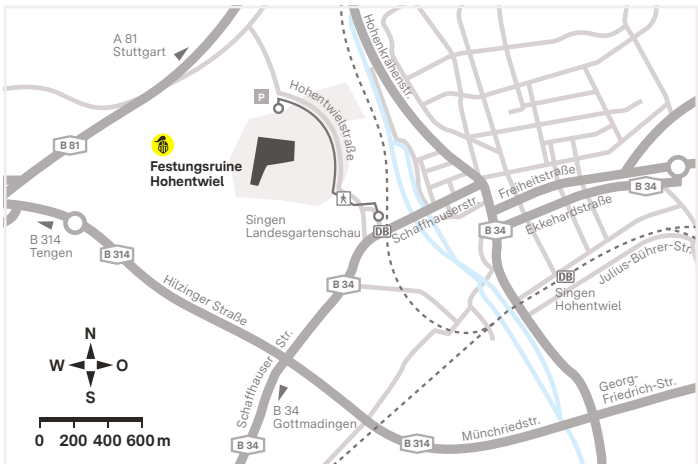 A 81
Stuttgart
Hohenkrähenstr.
P
Hohentwielstraße
B 81
Festungsruine
Hohentwiel
Freiheitstraße
B 34
Ekkehardstraße
Singen
Landesgartenschau
DB
Schaffhauserstr.
B 34
B 314
Tengen
B 314
Julius-Bührer-Str.
DB
Singen
Hohentwiel
B 34
Hilzinger Straße
N
W
O
S
Schaffhauser Str.
Georg-
Friedrich-Str.
B 34
Gottmadingen
Münchriedstr.
0 200 400 600 m
B 34
B 314